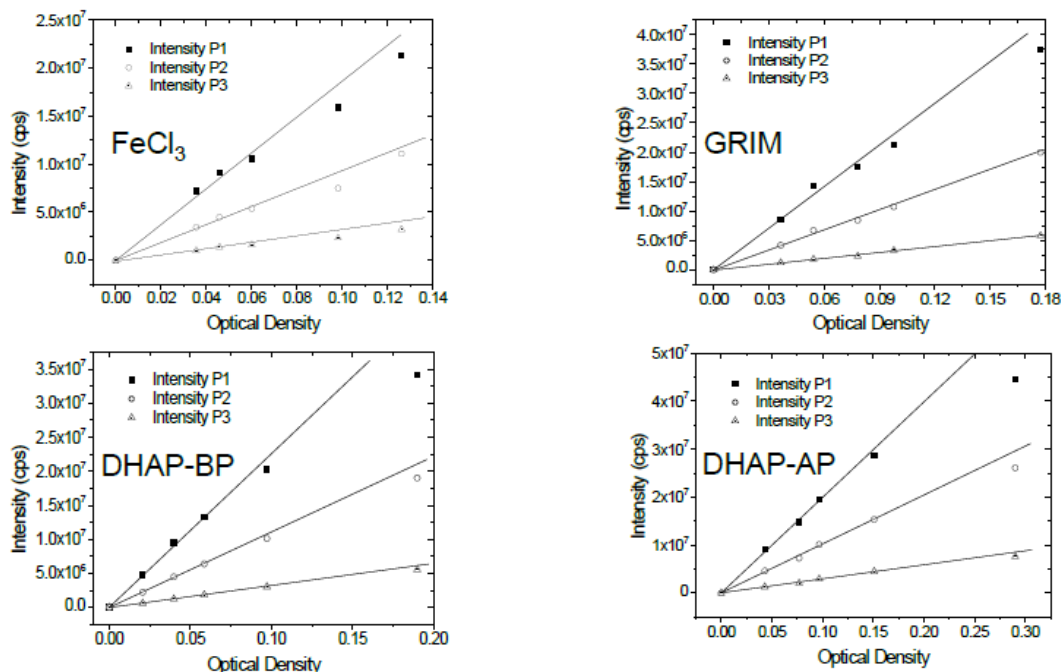 2.5x10⁷
2.0x10⁷
1.5x10⁷
1.0x10⁷
5.0x10⁶
0.0
Intensity (cps)
Intensity P1
Intensity P2
Intensity P3
FeCl₃
0.00 0.02 0.04 0.06 0.08 0.10 0.12 0.14
Optical Density
4.0x10⁷
3.5x10⁷
3.0x10⁷
2.5x10⁷
2.0x10⁷
1.5x10⁷
1.0x10⁷
5.0x10⁶
0.0
Intensity (cps)
Intensity P1
Intensity P2
Intensity P3
GRIM
0.00 0.03 0.06 0.09 0.12 0.15 0.18
Optical Density
3.5x10⁷
3.0x10⁷
2.5x10⁷
2.0x10⁷
1.5x10⁷
1.0x10⁷
5.0x10⁶
0.0
Intensity (cps)
Intensity P1
Intensity P2
Intensity P3
DHAP-BP
0.00 0.05 0.10 0.15 0.20
Optical Density
5x10⁷
4x10⁷
3x10⁷
2x10⁷
1x10⁷
0
Intensity (cps)
Intensity P1
Intensity P2
Intensity P3
DHAP-AP
0.00 0.05 0.10 0.15 0.20 0.25 0.30
Optical Density